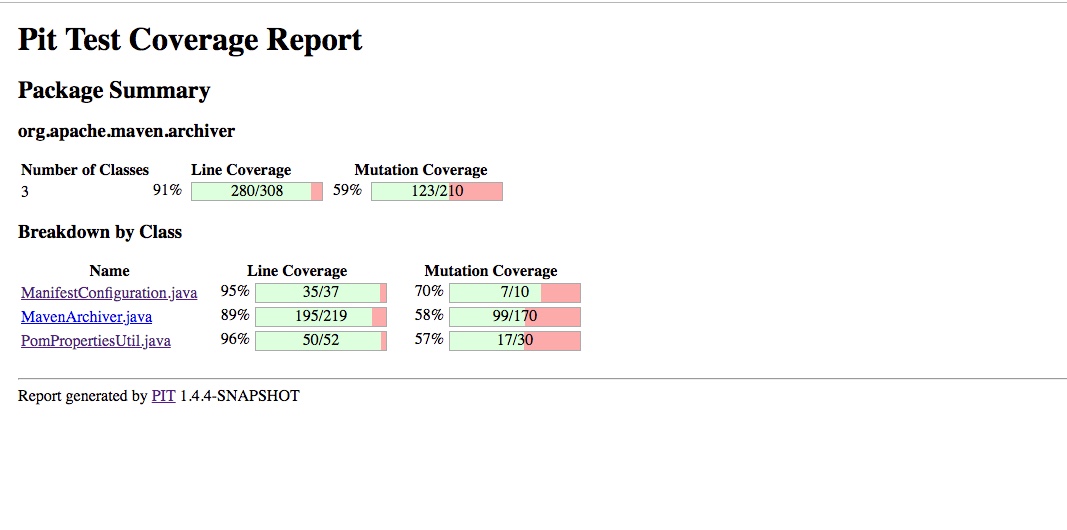 Pit Test Coverage Report
Package Summary
org.apache.maven.archiver
Number of Classes Line Coverage Mutation Coverage
3 91% 280/308 59% 123/210
Breakdown by Class
Name Line Coverage Mutation Coverage
ManifestConfiguration.java 95% 35/37 70% 7/10
MavenArchiver.java 89% 195/219 58% 99/170
PomPropertiesUtil.java 96% 50/52 57% 17/30
Report generated by PIT 1.4.4-SNAPSHOT